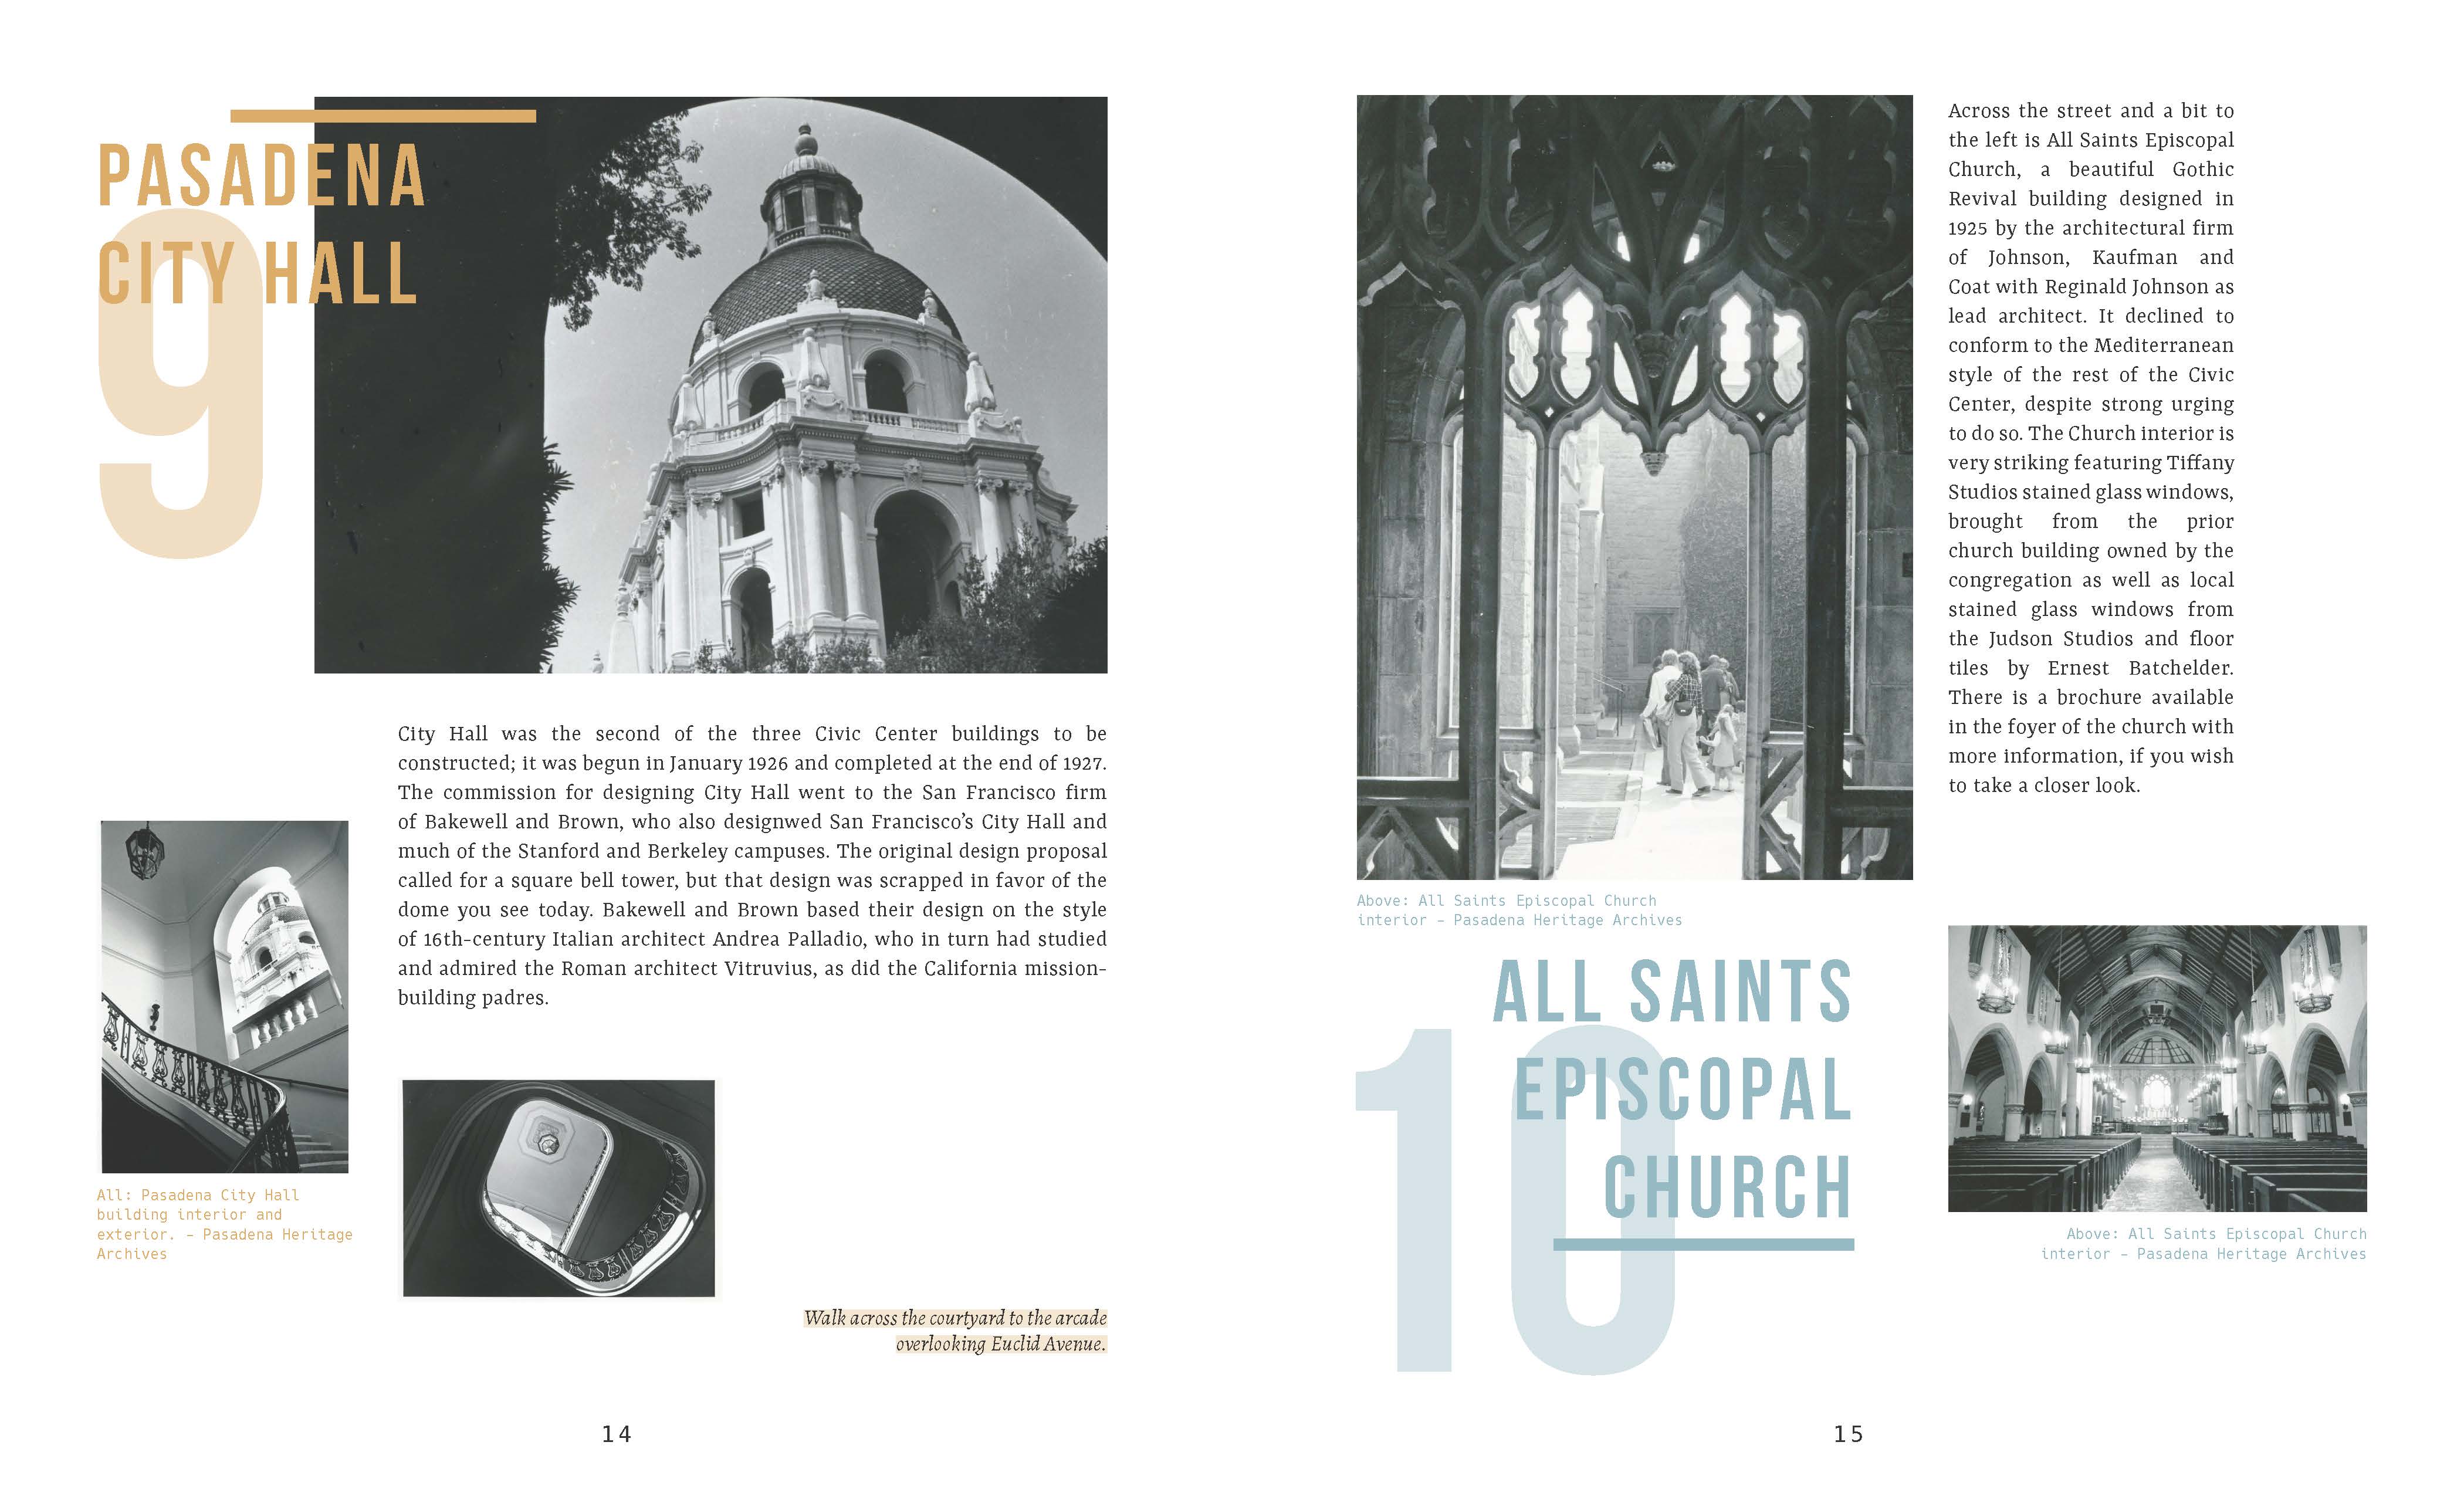 PASADENA
CITY HALL
9
City Hall was the second of the three Civic Center buildings to be
constructed; it was begun in January 1926 and completed at the end of 1927.
The commission for designing City Hall went to the San Francisco firm
of Bakewell and Brown, who also designwed San Francisco’s City Hall and
much of the Stanford and Berkeley campuses. The original design proposal
called for a square bell tower, but that design was scrapped in favor of the
dome you see today. Bakewell and Brown based their design on the style
of 16th-century Italian architect Andrea Palladio, who in turn had studied
and admired the Roman architect Vitruvius, as did the California mission-
building padres.
All: Pasadena City Hall
building interior and
exterior. – Pasadena Heritage
Archives
Walk across the courtyard to the arcade
overlooking Euclid Avenue.
14
Across the street and a bit to
the left is All Saints Episcopal
Church, a beautiful Gothic
Revival building designed in
1925 by the architectural firm
of Johnson, Kaufman and
Coat with Reginald Johnson as
lead architect. It declined to
conform to the Mediterranean
style of the rest of the Civic
Center, despite strong urging
to do so. The Church interior is
very striking featuring Tiffany
Studios stained glass windows,
brought from the prior
church building owned by the
congregation as well as local
stained glass windows from
the Judson Studios and floor
tiles by Ernest Batchelder.
There is a brochure available
in the foyer of the church with
more information, if you wish
to take a closer look.
Above: All Saints Episcopal Church
interior – Pasadena Heritage Archives
ALL SAINTS
EPISCOPAL
CHURCH
10
Above: All Saints Episcopal Church
interior – Pasadena Heritage Archives
15